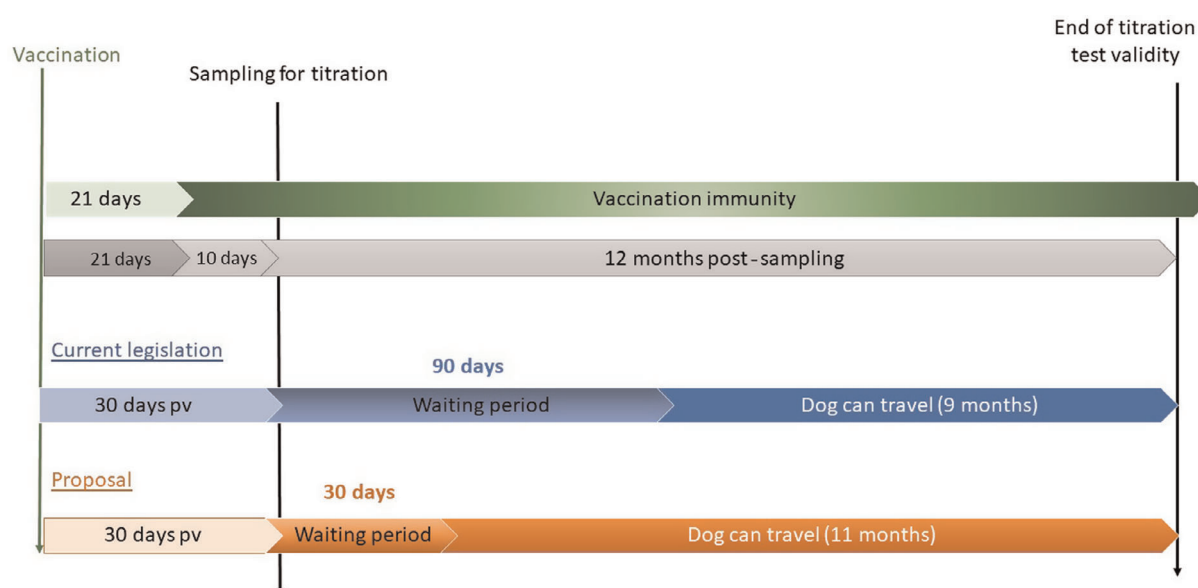 End of titration
test validity
Vaccination
Sampling for titration
21 days
Vaccination immunity
21 days
10 days
12 months post-sampling
Current legislation
90 days
30 days pv
Waiting period
Dog can travel (9 months)
Proposal
30 days
30 days pv
Waiting period
Dog can travel (11 months)